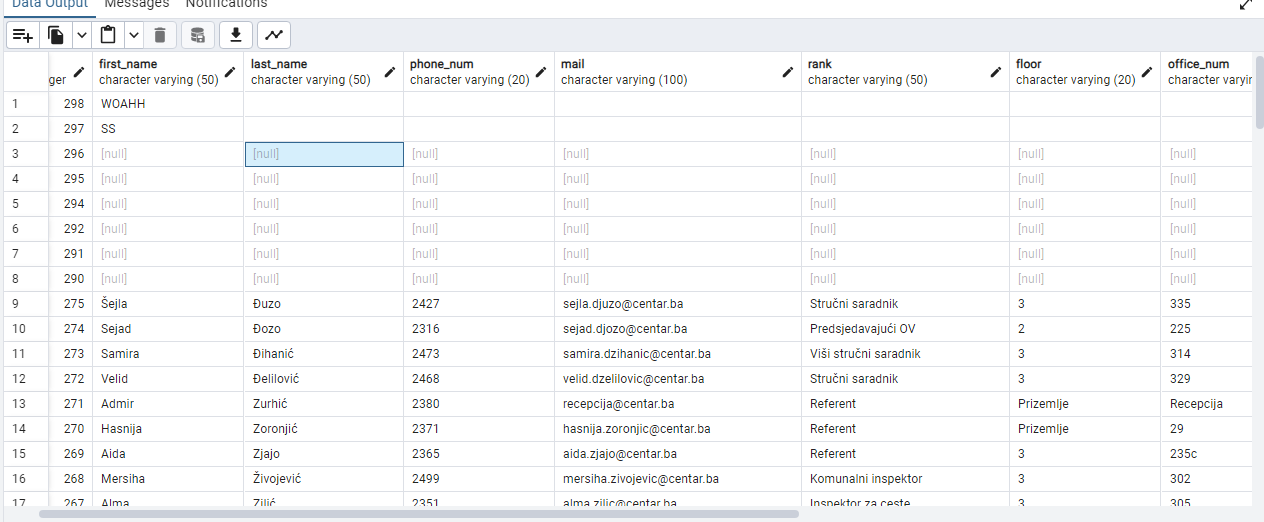 Data Output Messages Notifications
ger first_name last_name phone_num mail rank floor office_num
character varying (50) character varying (50) character varying (20) character varying (100) character varying (50) character varying (20) character varyin
1 298 WOAHH
2 297 SS
3 296 [null] [null] [null] [null] [null] [null] [null]
4 295 [null] [null] [null] [null] [null] [null] [null]
5 294 [null] [null] [null] [null] [null] [null] [null]
6 292 [null] [null] [null] [null] [null] [null] [null]
7 291 [null] [null] [null] [null] [null] [null] [null]
8 290 [null] [null] [null] [null] [null] [null] [null]
9 275 Šejla Đuzo 2427 sejla.djuzo@centar.ba Stručni saradnik 3 335
10 274 Sejad Đozo 2316 sejad.djozo@centar.ba Predsjedavajući OV 2 225
11 273 Samira Đihanić 2473 samira.dzihanic@centar.ba Viši stručni saradnik 3 314
12 272 Velid Đelilović 2468 velid.dzelilovic@centar.ba Stručni saradnik 3 329
13 271 Admir Zurhić 2380 recepcija@centar.ba Referent Prizemlje Recepcija
14 270 Hasnija Zoronjić 2371 hasnija.zoronjic@centar.ba Referent Prizemlje 29
15 269 Aida Zjajo 2365 aida.zjajo@centar.ba Referent 3 235c
16 268 Mersiha Živojević 2499 mersiha.zivojevic@centar.ba Komunalni inspektor 3 302
17 267 Alma Zilić 2351 alma.zilic@centar.ba Inspektor za ceste 3 305